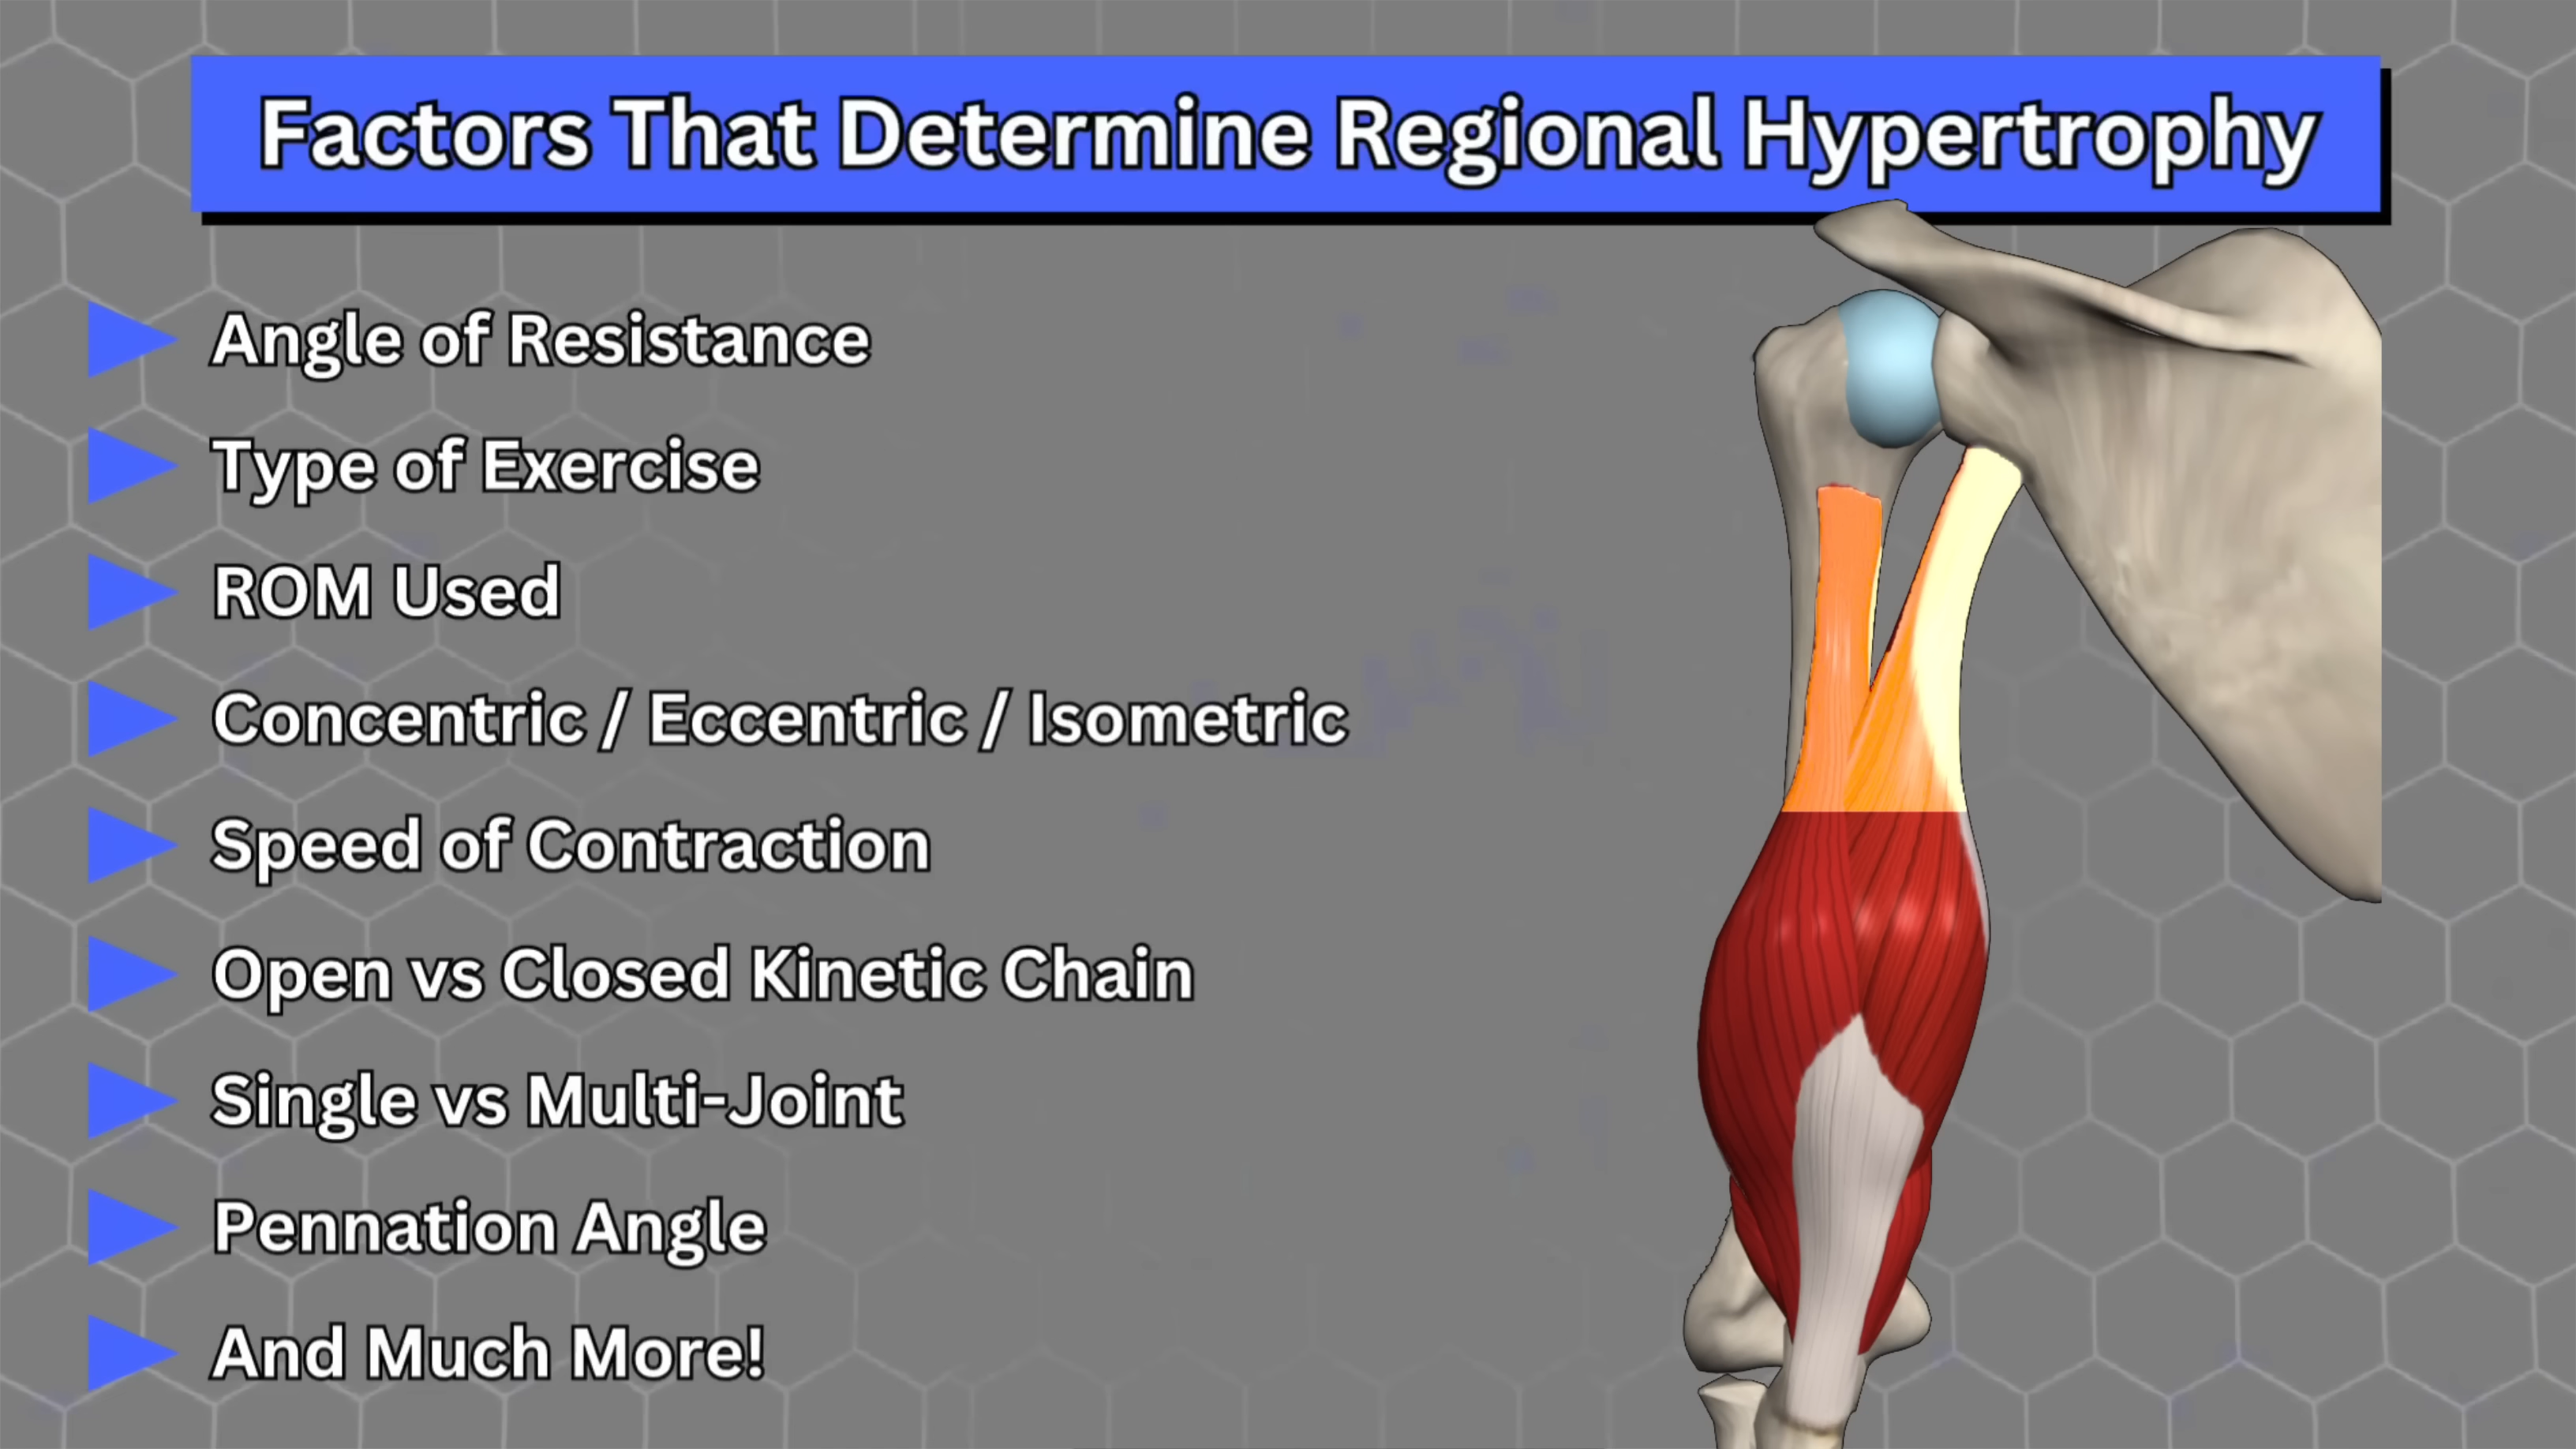 Factors That Determine Regional Hypertrophy
Angle of Resistance
Type of Exercise
ROM Used
Concentric / Eccentric / Isometric
Speed of Contraction
Open vs Closed Kinetic Chain
Single vs Multi-Joint
Pennation Angle
And Much More!